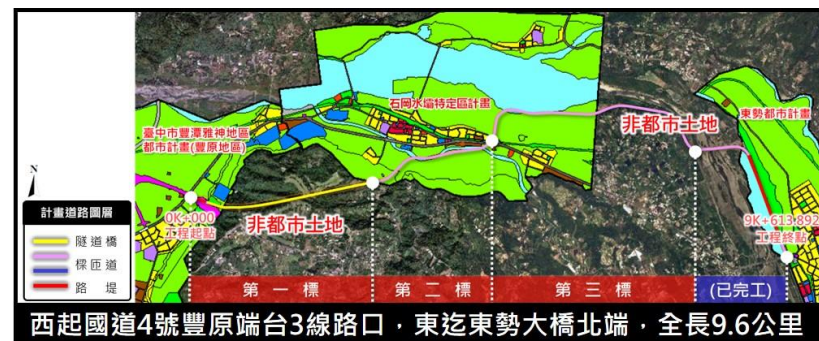 石岡水壩特定區計畫
臺中市豐潭雅神地區
都市計畫(豐原地區)
非都市土地
東勢都市計畫
N
0K+000
工程起點
非都市土地
9K+613.892
工程終點
計畫道路圖層
隧道橋
樑匝道
路 堤
第 一 標
第 二 標
第 三 標
(已完工)
西起國道4號豐原端台3線路口，東迄東勢大橋北端，全長9.6公里